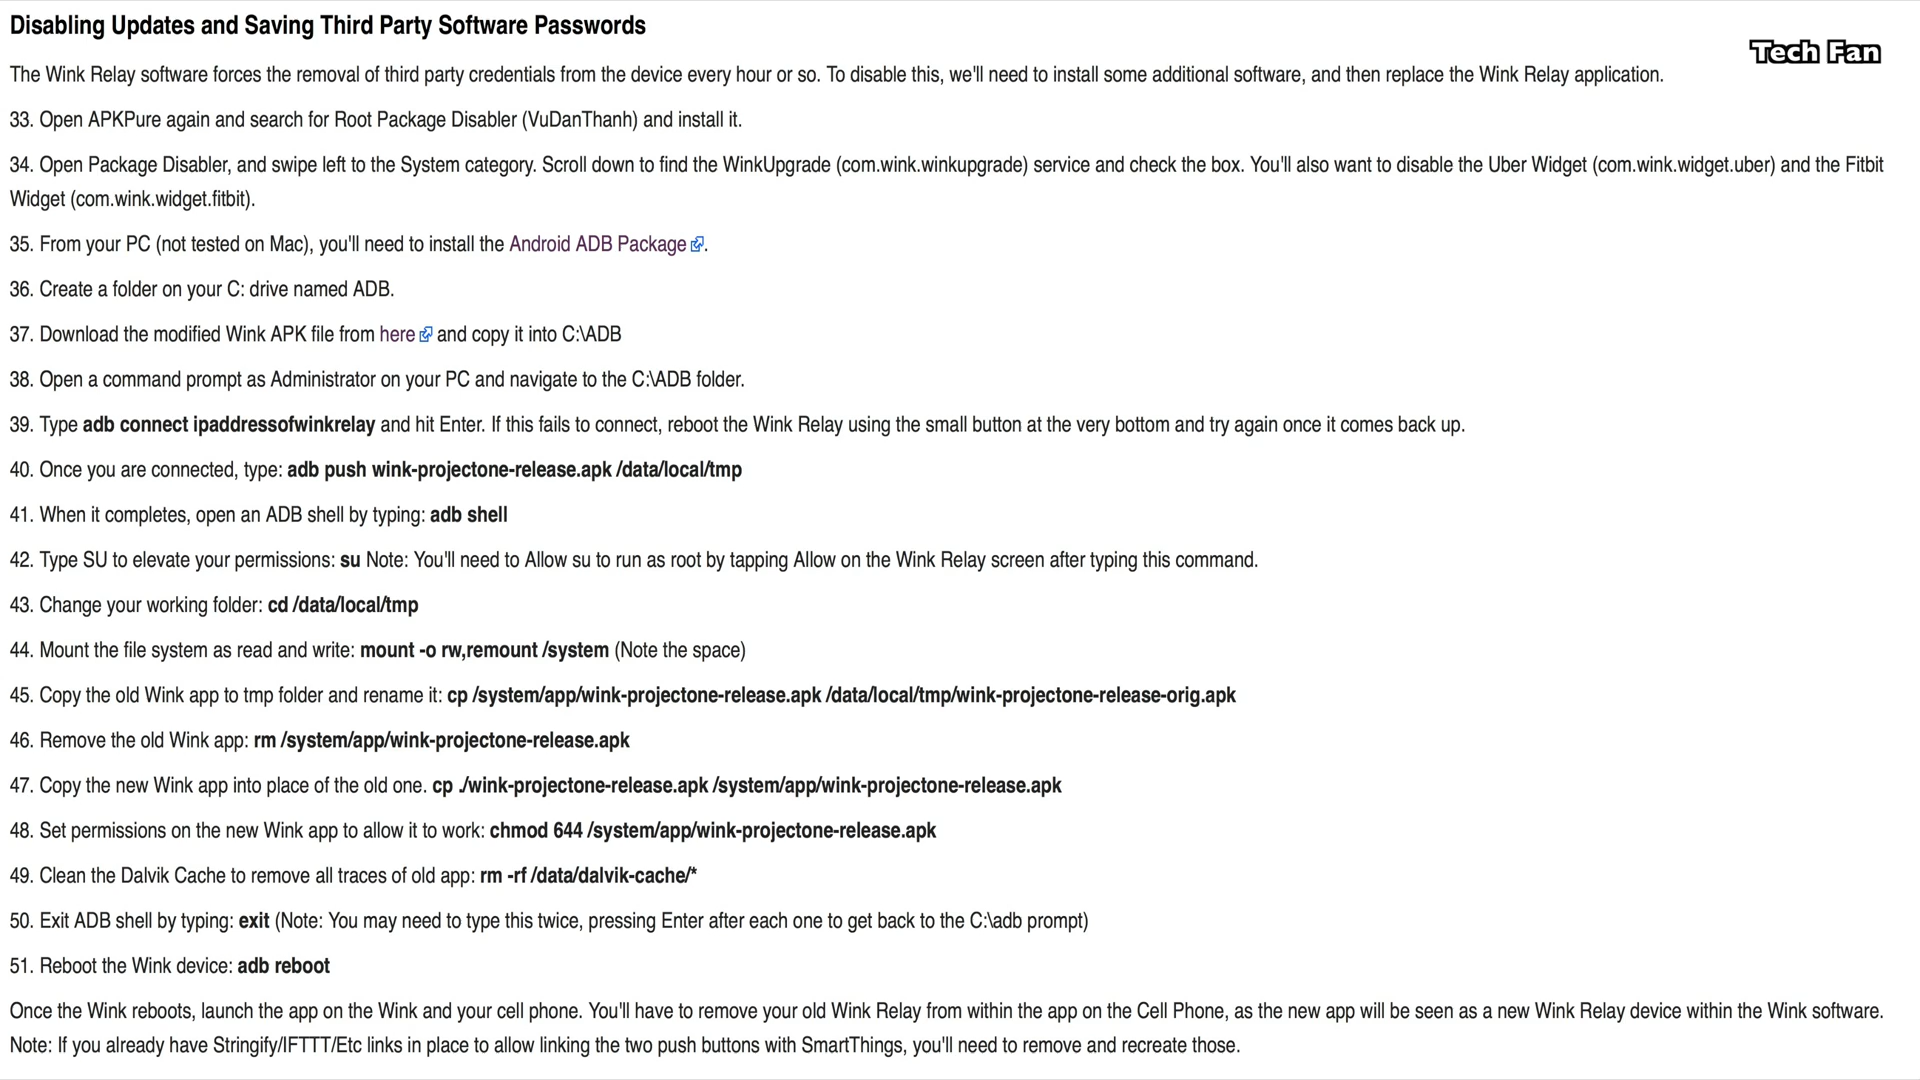 Disabling Updates and Saving Third Party Software Passwords
Tech Fan
The Wink Relay software forces the removal of third party credentials from the device every hour or so. To disable this, we'll need to install some additional software, and then replace the Wink Relay application.
33. Open APKPure again and search for Root Package Disabler (VuDanThanh) and install it.
34. Open Package Disabler, and swipe left to the System category. Scroll down to find the WinkUpgrade (com.wink.winkupgrade) service and check the box. You'll also want to disable the Uber Widget (com.wink.widget.uber) and the Fitbit
Widget (com.wink.widget.fitbit).
35. From your PC (not tested on Mac), you'll need to install the Android ADB Package.
36. Create a folder on your C: drive named ADB.
37. Download the modified Wink APK file from here and copy it into C:\ADB
38. Open a command prompt as Administrator on your PC and navigate to the C:\ADB folder.
39. Type adb connect ipaddressofwinkrelay and hit Enter. If this fails to connect, reboot the Wink Relay using the small button at the very bottom and try again once it comes back up.
40. Once you are connected, type: adb push wink-projectone-release.apk /data/local/tmp
41. When it completes, open an ADB shell by typing: adb shell
42. Type SU to elevate your permissions: su Note: You'll need to Allow su to run as root by tapping Allow on the Wink Relay screen after typing this command.
43. Change your working folder: cd /data/local/tmp
44. Mount the file system as read and write: mount -o rw,remount /system (Note the space)
45. Copy the old Wink app to tmp folder and rename it: cp /system/app/wink-projectone-release.apk /data/local/tmp/wink-projectone-release-orig.apk
46. Remove the old Wink app: rm /system/app/wink-projectone-release.apk
47. Copy the new Wink app into place of the old one. cp ./wink-projectone-release.apk /system/app/wink-projectone-release.apk
48. Set permissions on the new Wink app to allow it to work: chmod 644 /system/app/wink-projectone-release.apk
49. Clean the Dalvik Cache to remove all traces of old app: rm -rf /data/dalvik-cache/*
50. Exit ADB shell by typing: exit (Note: You may need to type this twice, pressing Enter after each one to get back to the C:\adb prompt)
51. Reboot the Wink device: adb reboot
Once the Wink reboots, launch the app on the Wink and your cell phone. You'll have to remove your old Wink Relay from within the app on the Cell Phone, as the new app will be seen as a new Wink Relay device within the Wink software.
Note: If you already have Stringify/IFTTT/Etc links in place to allow linking the two push buttons with SmartThings, you'll need to remove and recreate those.